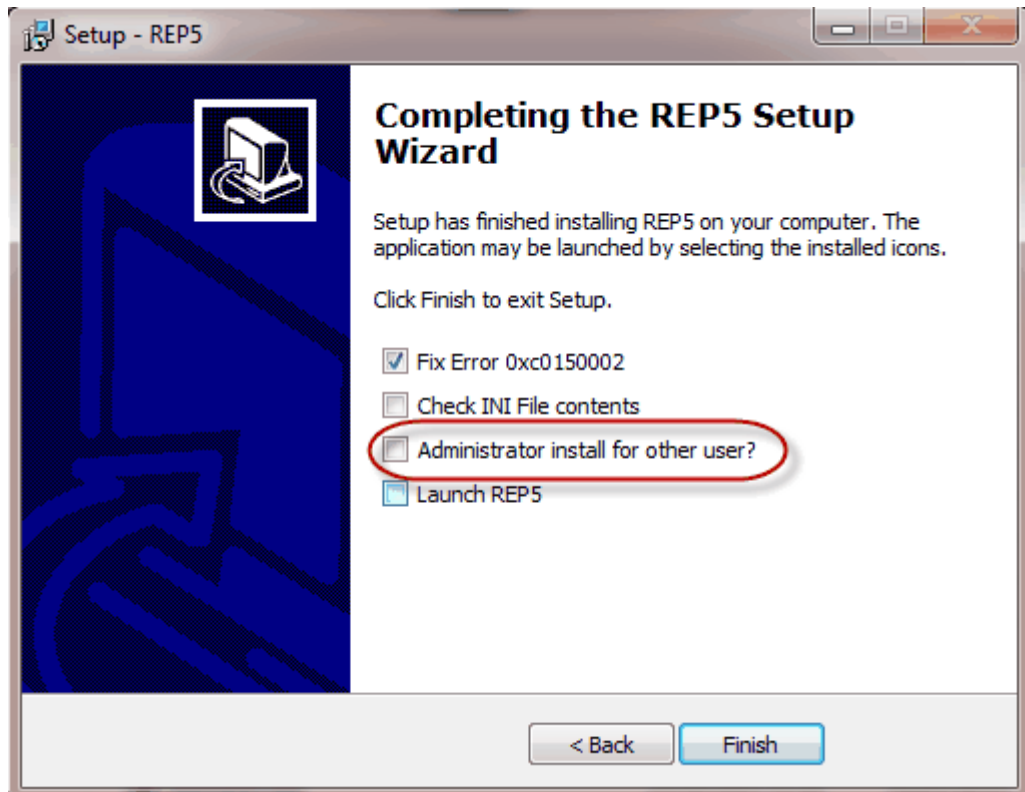 Setup - REP5
Completing the REP5 Setup
Wizard
Setup has finished installing REP5 on your computer. The
application may be launched by selecting the installed icons.
Click Finish to exit Setup.
Fix Error 0xc0150002
Check INI File contents
Administrator install for other user?
Launch REP5
< Back
Finish